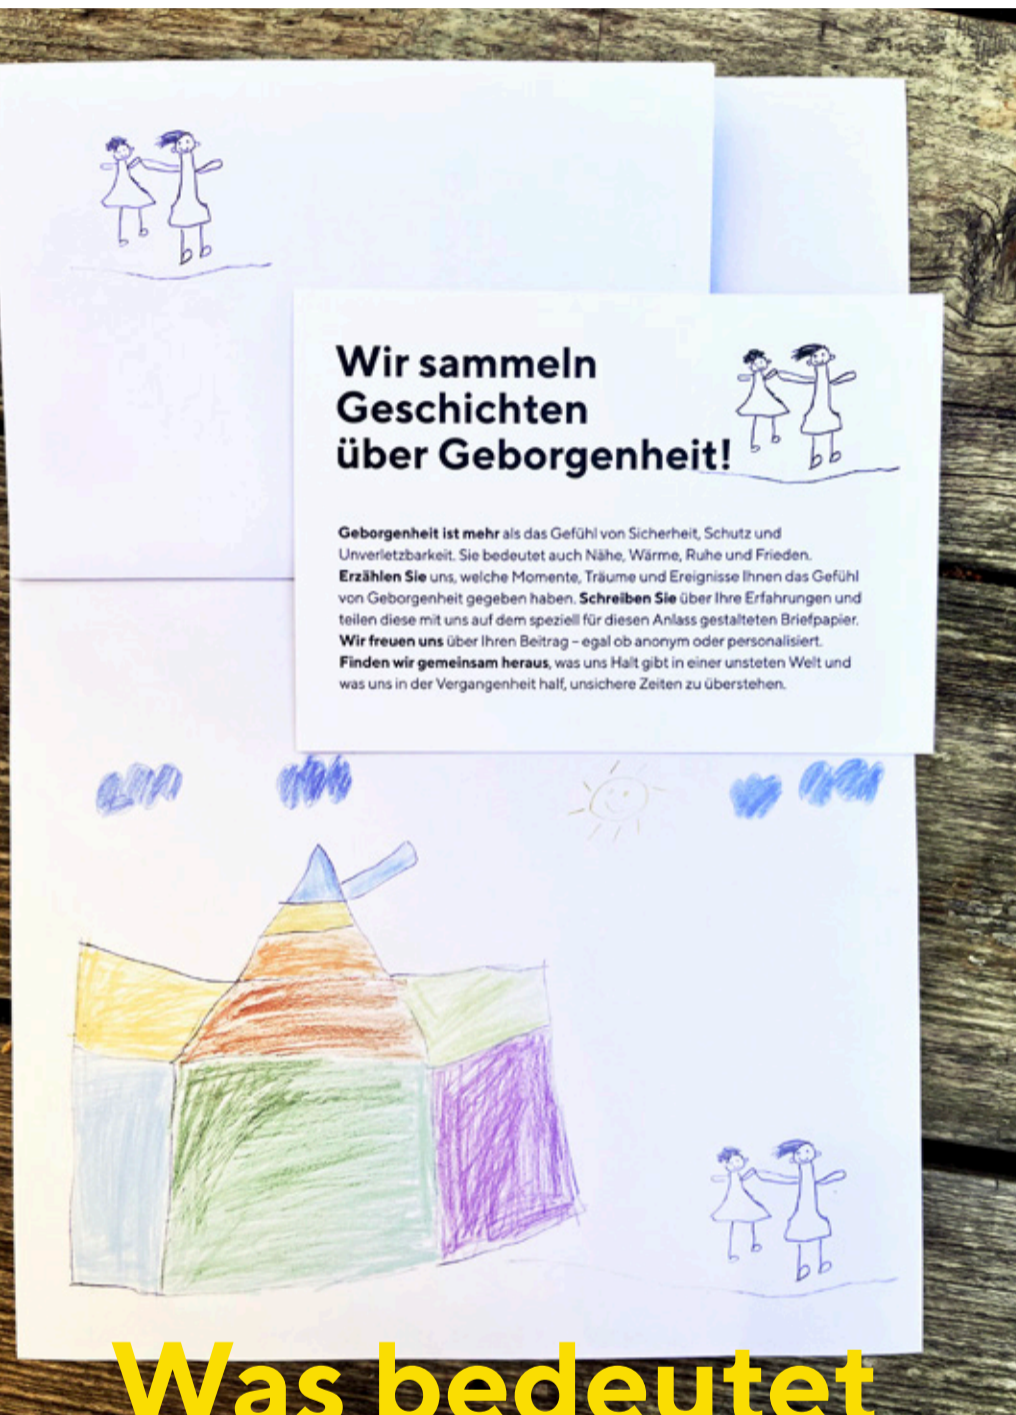 Wir sammeln
Geschichten
über Geborgenheit!
Geborgenheit ist mehr als das Gefühl von Sicherheit, Schutz und
Unverletzbarkeit. Sie bedeutet auch Nähe, Wärme, Ruhe und Frieden.
Erzählen Sie uns, welche Momente, Träume und Ereignisse Ihnen das Gefühl
von Geborgenheit gegeben haben. Schreiben Sie über Ihre Erfahrungen und
teilen diese mit uns auf dem speziell für diesen Anlass gestalteten Briefpapier.
Wir freuen uns über Ihren Beitrag – egal ob anonym oder personalisiert.
Finden wir gemeinsam heraus, was uns Halt gibt in einer unsteten Welt und
was uns in der Vergangenheit half, unsichere Zeiten zu überstehen.
Was bedeutet